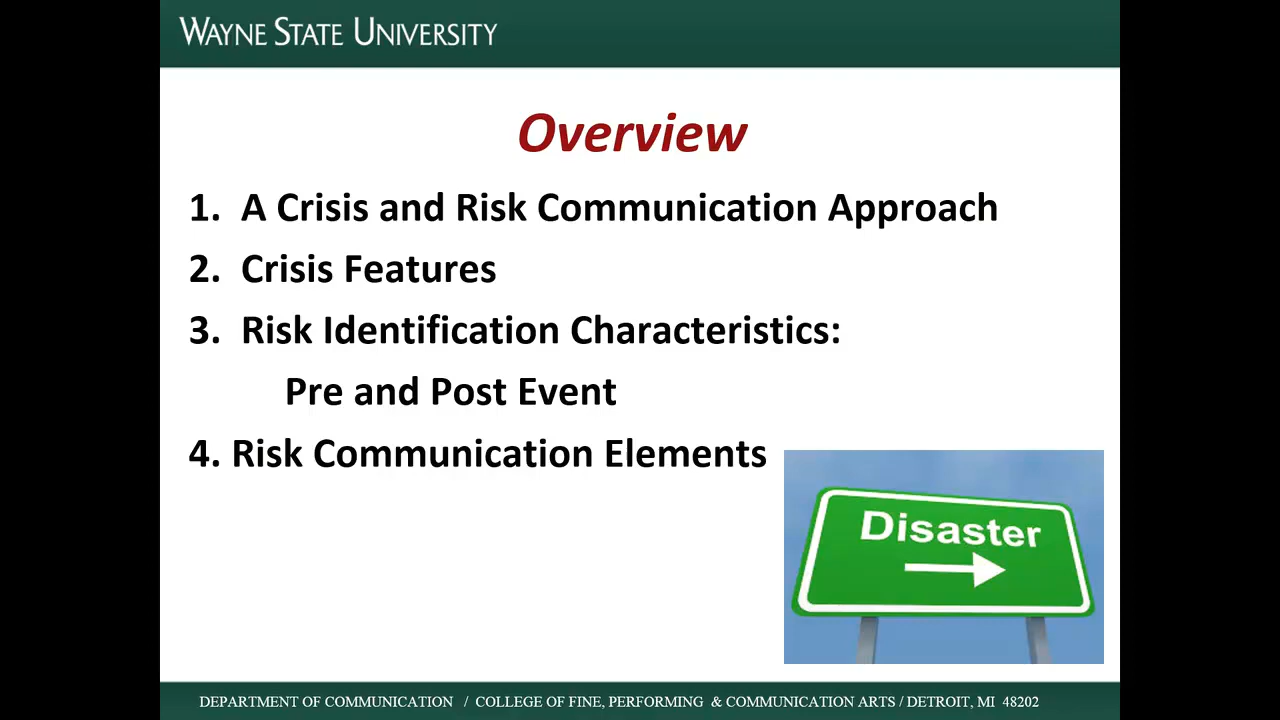 WAYNE STATE UNIVERSITY
Overview
1. A Crisis and Risk Communication Approach
2. Crisis Features
3. Risk Identification Characteristics:
Pre and Post Event
4. Risk Communication Elements
Disaster
DEPARTMENT OF COMMUNICATION / COLLEGE OF FINE, PERFORMING & COMMUNICATION ARTS / DETROIT, MI 48202